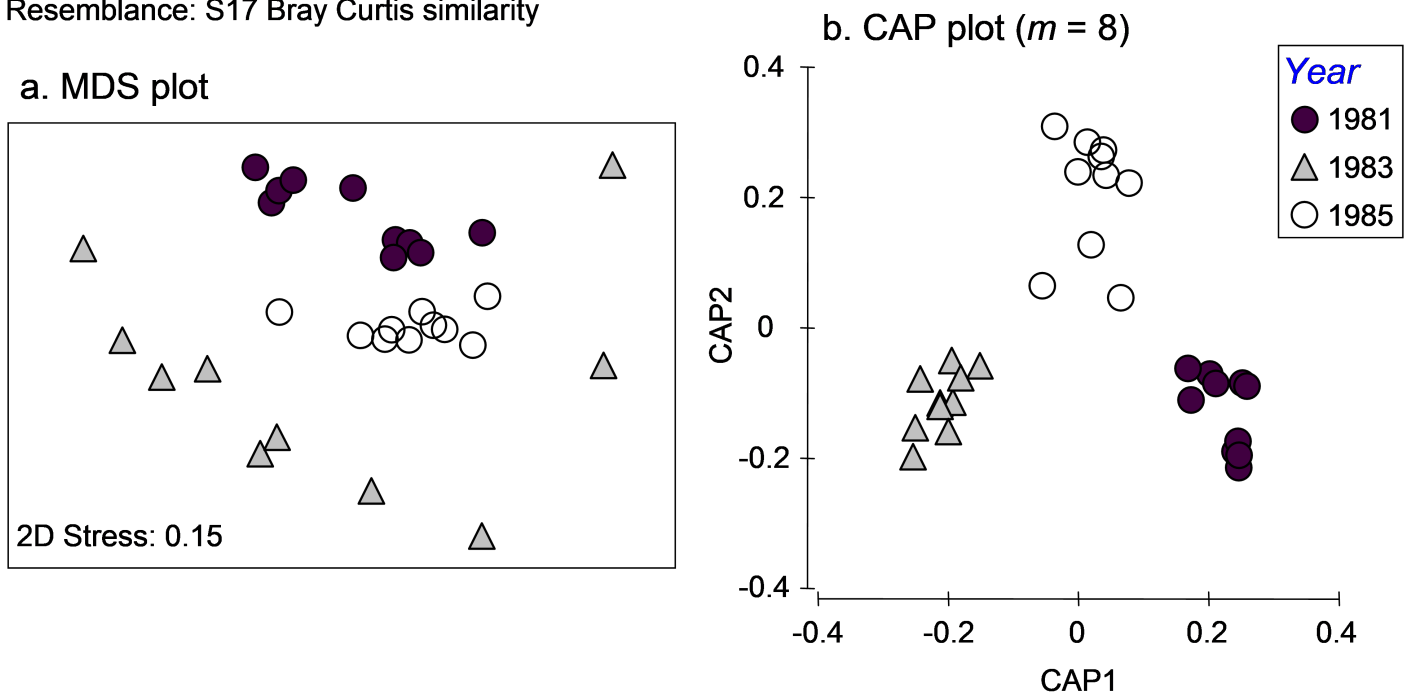 Resemblance: S17 Bray Curtis similarity
a. MDS plot
2D Stress: 0.15
b. CAP plot (m = 8)
0.4
0.2
0
-0.2
-0.4
CAP2
-0.4
-0.2
0
0.2
0.4
CAP1
Year
1981
1983
1985